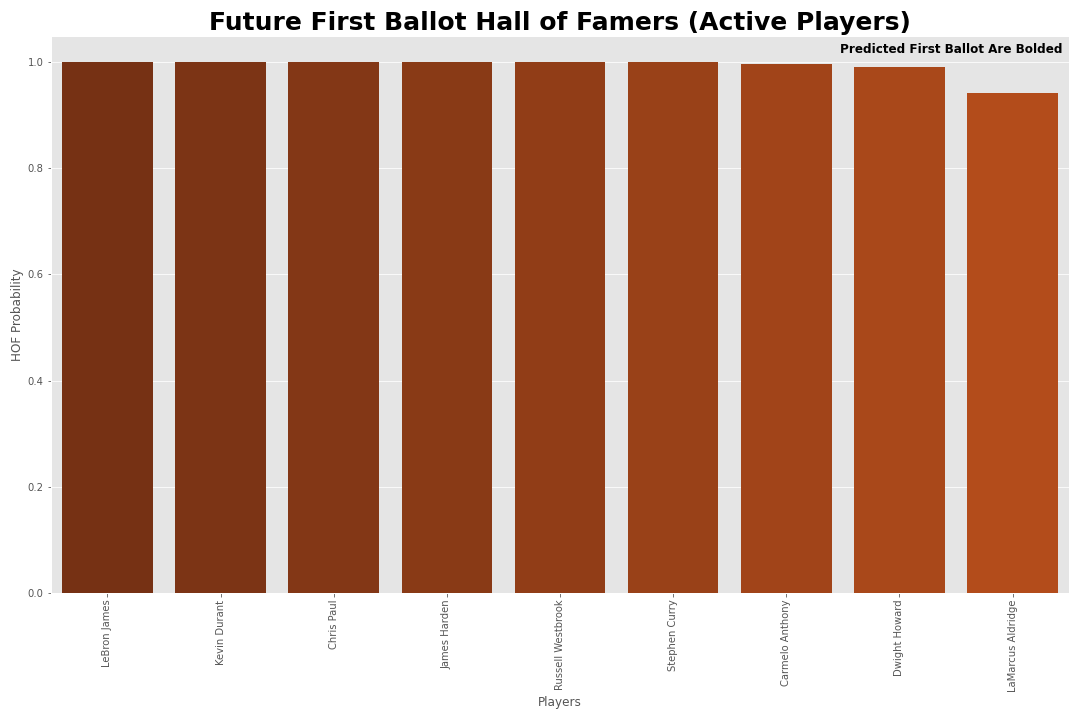 Future First Ballot Hall of Famers (Active Players)
Predicted First Ballot Are Bolded
HOF Probability
1.0
0.8
0.6
0.4
0.2
0.0
LeBron James
Kevin Durant
Chris Paul
James Harden
Russell Westbrook
Stephen Curry
Carmelo Anthony
Dwight Howard
LaMarcus Aldridge
Players